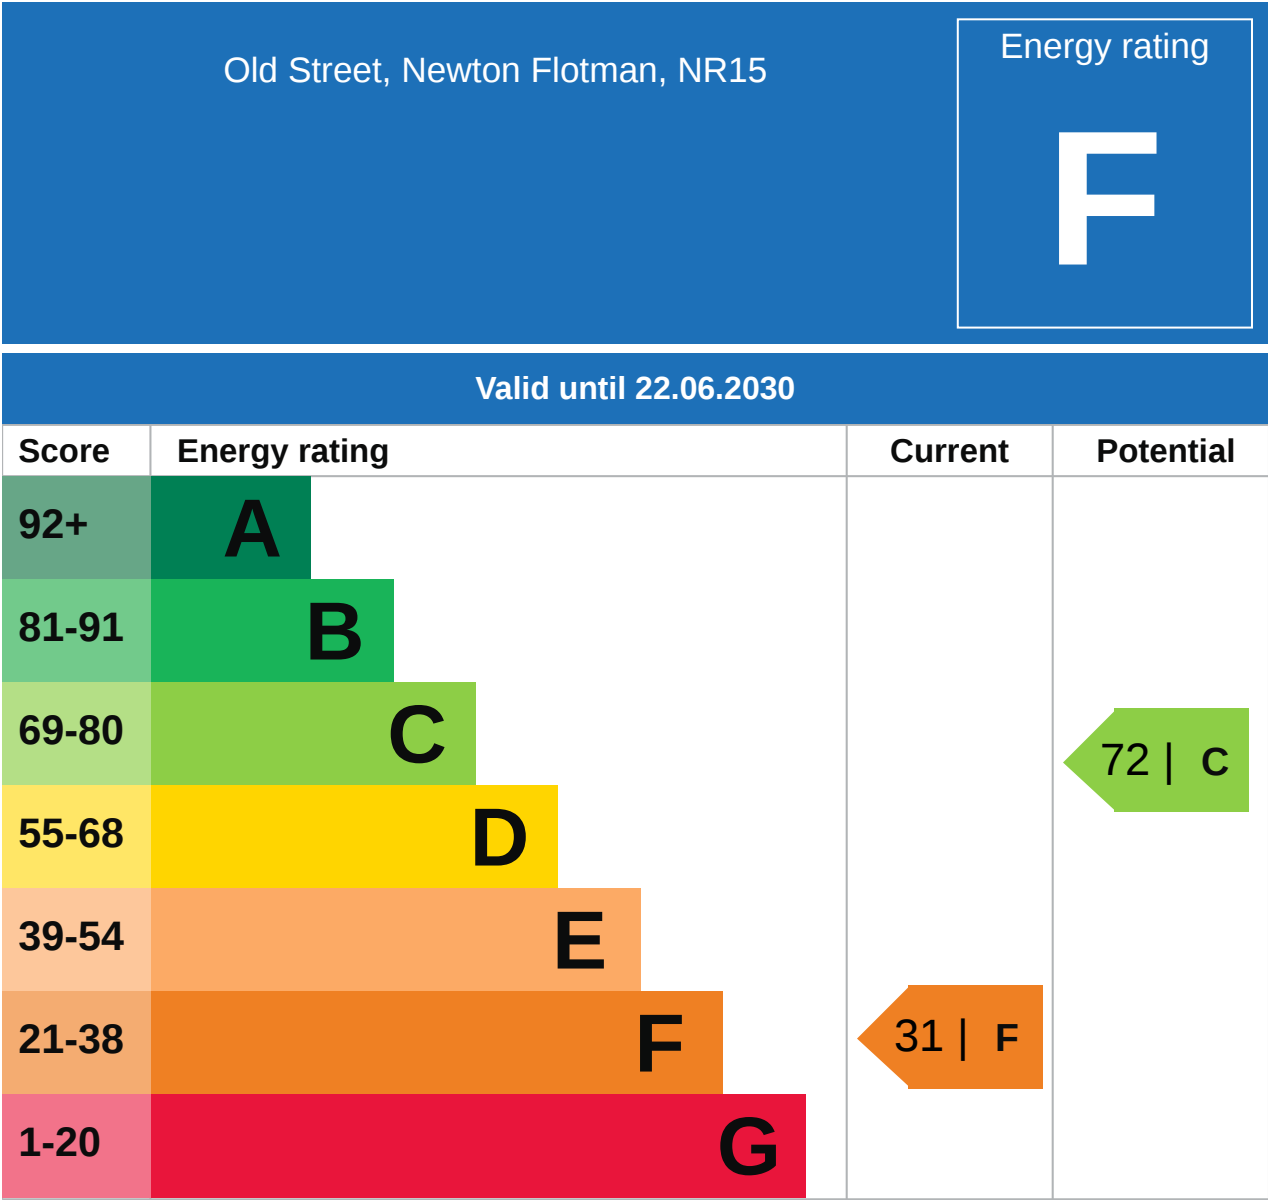 Old Street, Newton Flotman, NR15
Energy rating
F
Valid until 22.06.2030
Score Energy rating Current Potential
92+ A
81-91 B
69-80 C 72 | C
55-68 D
39-54 E
21-38 F 31 | F
1-20 G